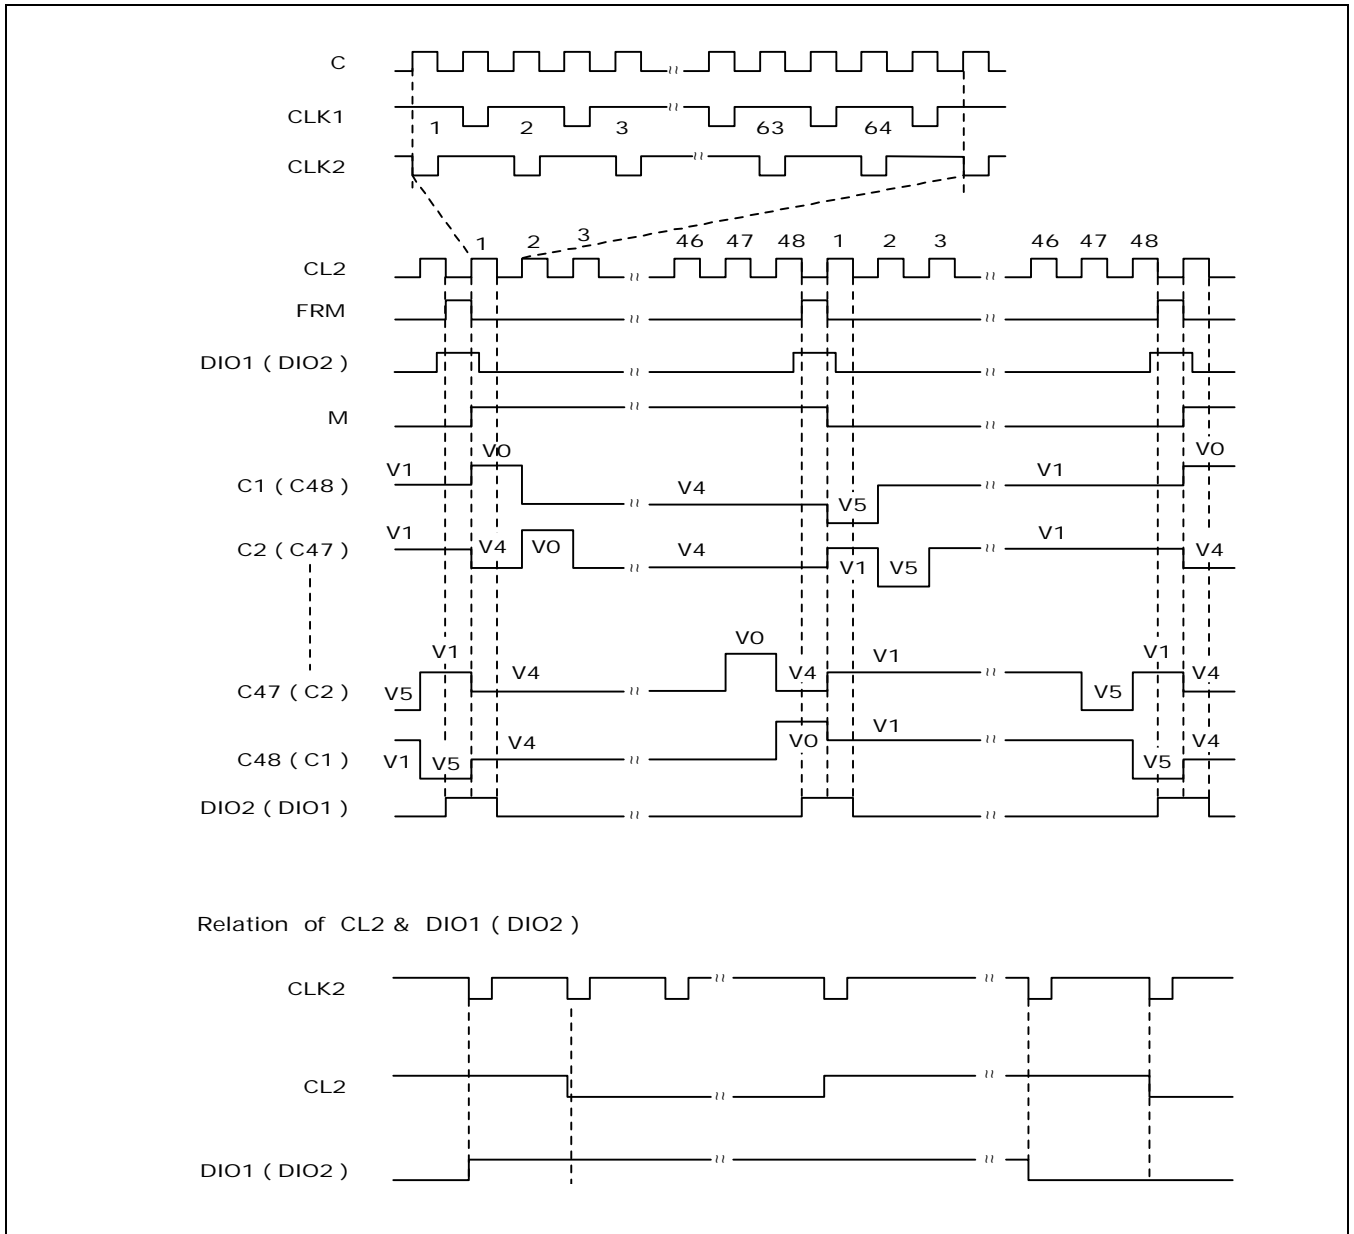 C
CLK1
1 2 3 63 64
CLK2
1 2 3 46 47 48 1 2 3 46 47 48
CL2
FRM
DIO1 ( DIO2 )
M
V1 V0 V4 V5 V1 V0
C1 ( C48 )
V1 V4 V0 V4 V1 V5 V1 V4
C2 ( C47 )
V5 V1 V4 V0 V4 V1 V5 V1 V4
C47 ( C2 )
V1 V5 V4 V0 V1 V5 V4
C48 ( C1 )
DIO2 ( DIO1 )
Relation of CL2 & DIO1 ( DIO2 )
CLK2
CL2
DIO1 ( DIO2 )